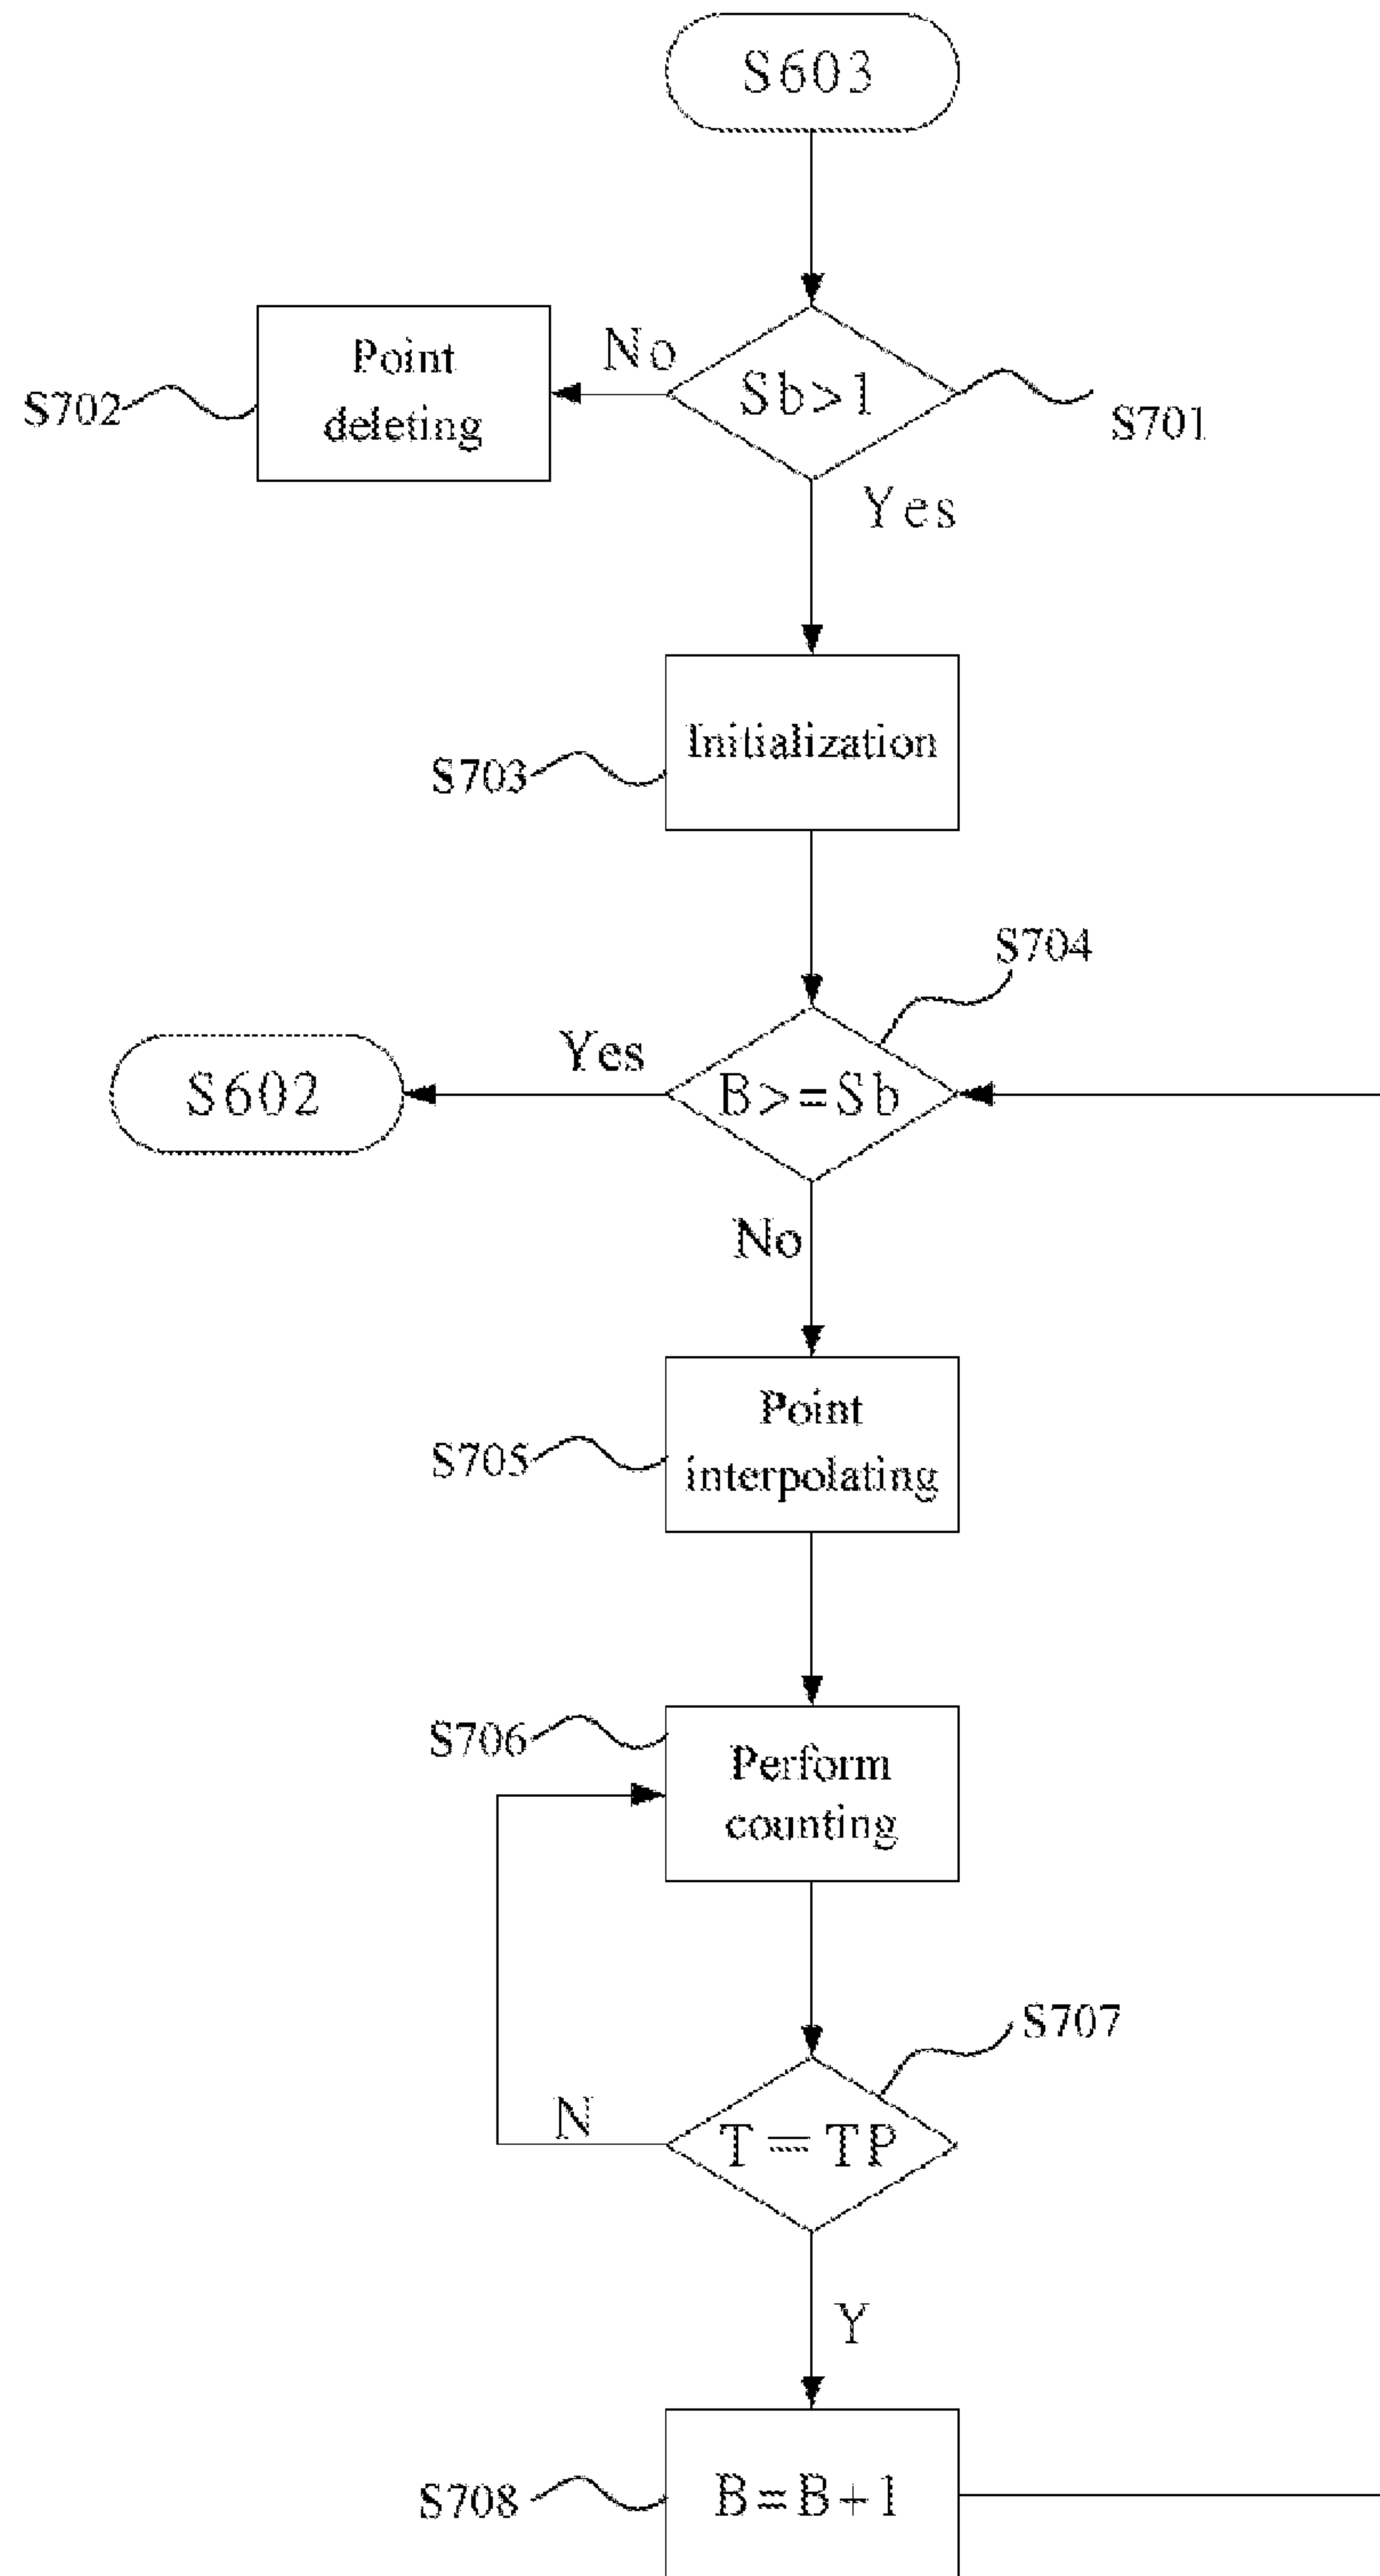 S603
Point
deleting
No
Sb>1
S702
S701
Yes
Initialization
S703
S704
Yes
S602
B>=Sb
No
Point
interpolating
S705
S706
Perform
counting
S707
N
T=TP
Y
S708
B=B+1